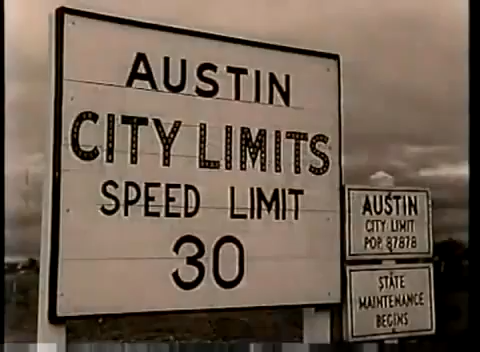 AUSTIN
CITY LIMITS
SPEED LIMIT
30
AUSTIN
CITY LIMIT
POP. 87878
STATE
MAINTENANCE
BEGINS